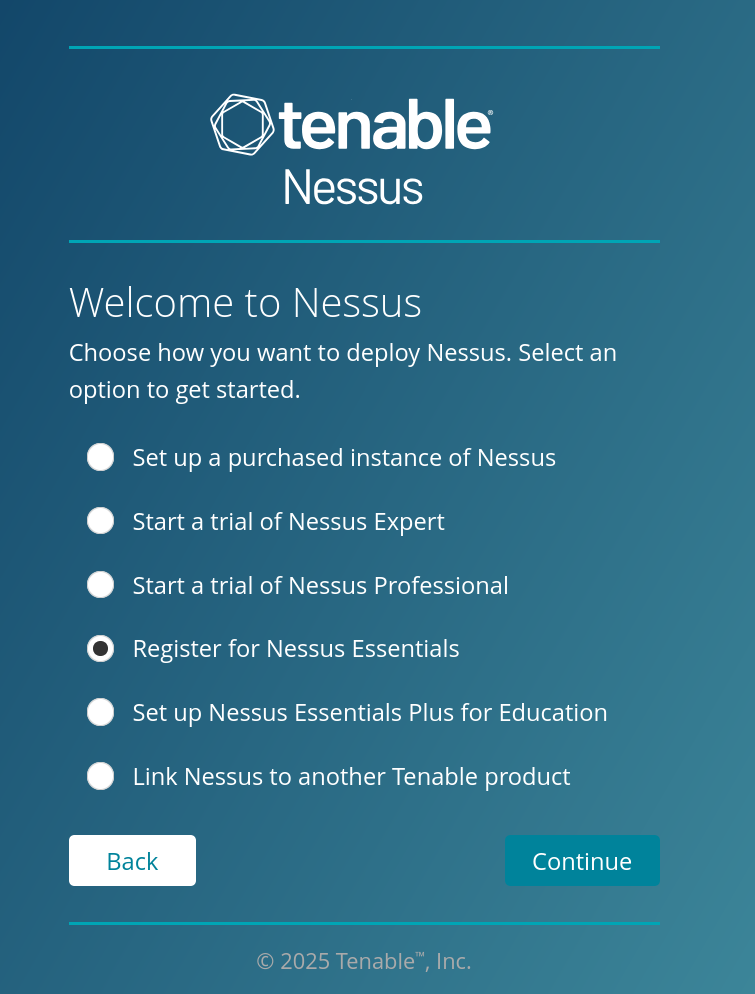 tenable®
Nessus
Welcome to Nessus
Choose how you want to deploy Nessus. Select an
option to get started.
Set up a purchased instance of Nessus
Start a trial of Nessus Expert
Start a trial of Nessus Professional
Register for Nessus Essentials
Set up Nessus Essentials Plus for Education
Link Nessus to another Tenable product
Back
Continue
© 2025 Tenable™, Inc.